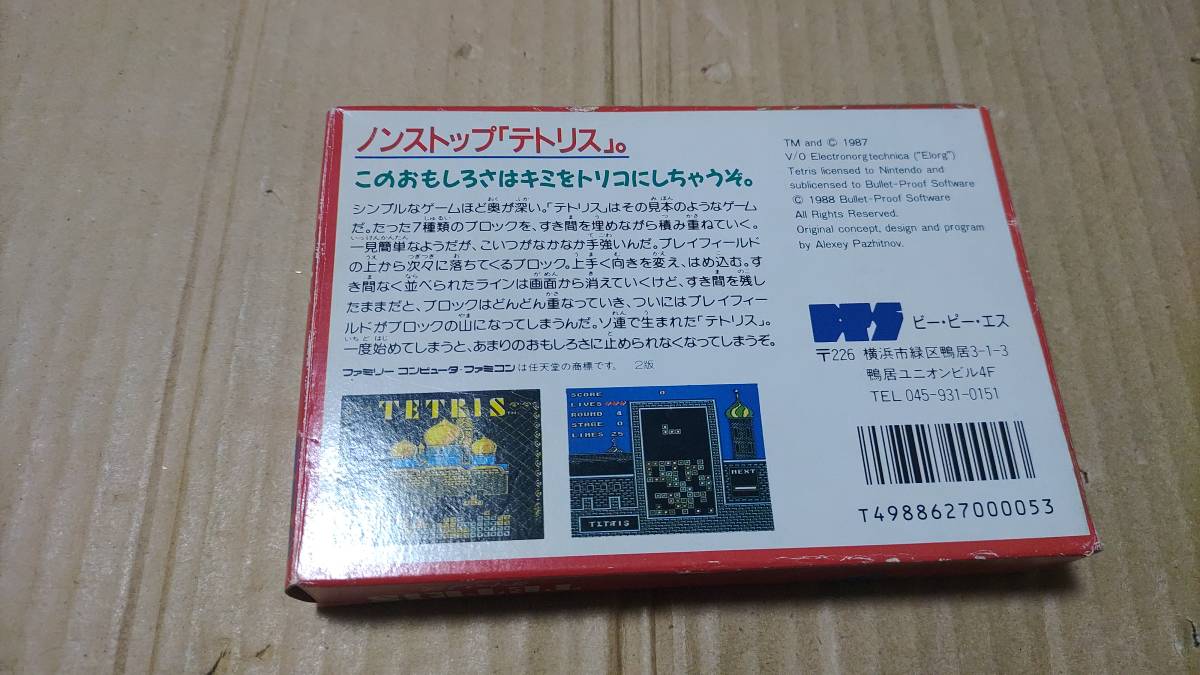 ノンストップ「テトリス」。
このおもしろさはキミをトリコにしちゃうぞ。
シンプルなゲームほど奥が深い。「テトリス」はその見本のようなゲーム
だ。たった7種類のブロックを、すき間を埋めながら積み重ねていく。
一見簡単なようだが、こいつがなかなか手強いんだ。プレイフィールド
の上から次々に落ちてくるブロック。上手く向きを変え、はめ込む。す
き間なく並べられたラインは画面から消えていくけど、すき間を残し
たままだと、ブロックはどんどん重なっていき、ついにはプレイフィー
ルドがブロックの山になってしまうんだ。ソ連で生まれた「テトリス」。
一度始めてしまうと、あまりのおもしろさに止められなくなってしまうぞ。
ファミリー コンピュータ・ファミコンは任天堂の商標です。 2版
TETRIS
SCORE 0
LIVES
ROUND 4
STAGE 0
LINES 25
NEXT
TETRIS
TM and © 1987
V/O Electronorgtechnica ("Elorg")
Tetris licensed to Nintendo and
sublicensed to Bullet-Proof Software
© 1988 Bullet-Proof Software
All Rights Reserved.
Original concept, design and program
by Alexey Pazhitnov.
BPS ビー・ピー・エス
〒226 横浜市緑区鴨居3-1-3
鴨居ユニオンビル4F
TEL 045-931-0151
T4988627000053